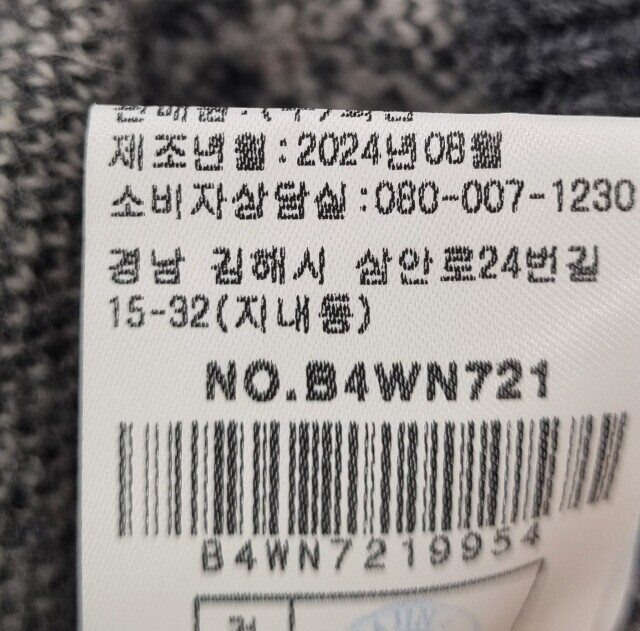 제조년월:2024년08월
소비자상담실:080-007-1230
경남 김해시 삼안로24번길
15-32(지내동)
NO.B4WN721
B4WN7219954